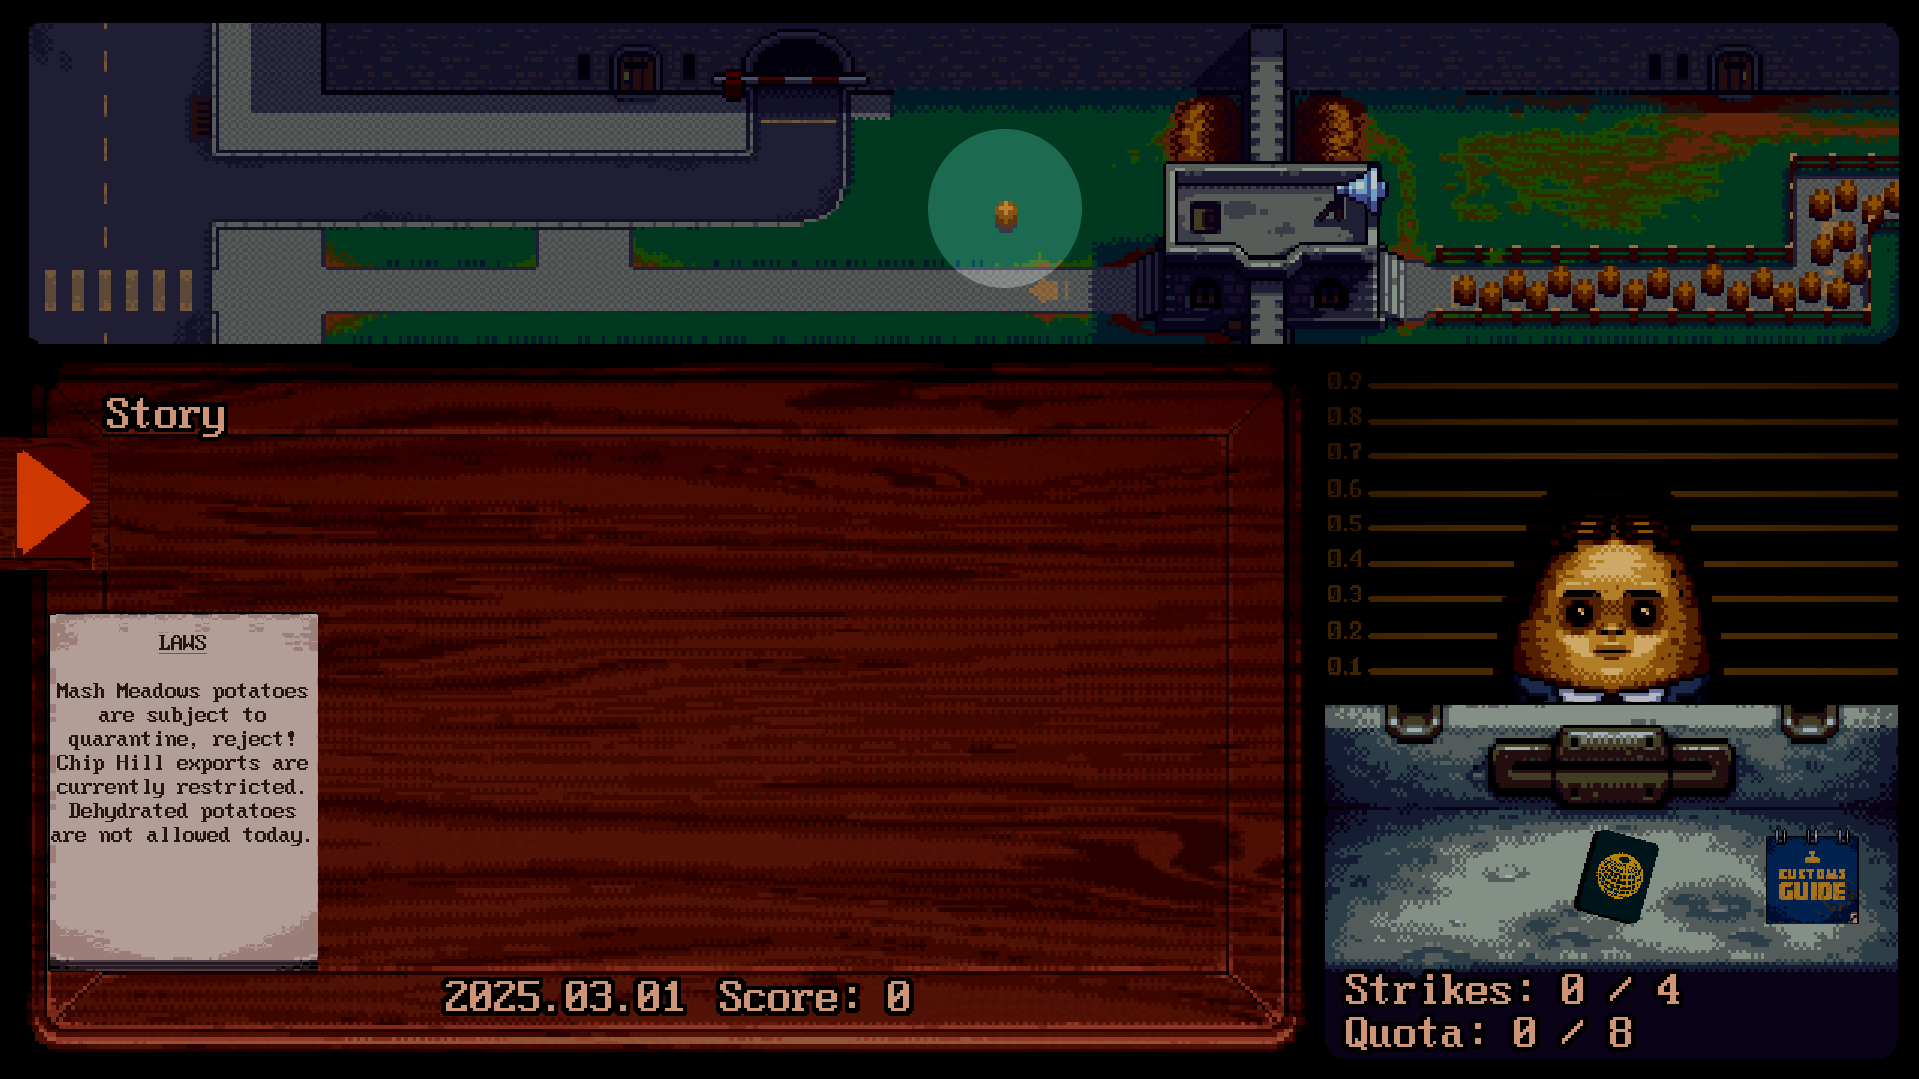 Story
0.9
0.8
0.7
0.6
0.5
0.4
0.3
0.2
0.1
LAWS
Mash Meadows potatoes
are subject to
quarantine, reject!
Chip Hill exports are
currently restricted.
Dehydrated potatoes
are not allowed today.
CUSTOMS
GUIDE
2025.03.01 Score: 0
Strikes: 0 / 4
Quota: 0 / 8